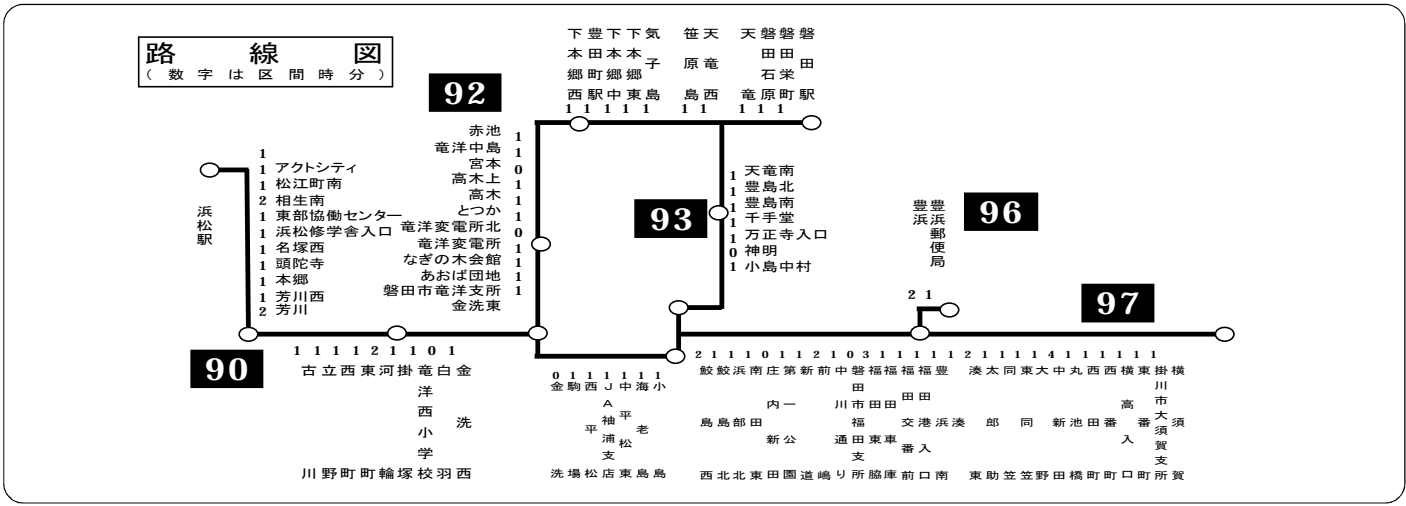 路線図
(数字は区間時分)
92
下本郷西
豊田町駅
下本郷中
下本郷東
気子島
笹原島
天竜西
天竜
磐田石原
磐田栄町
磐田駅
1 1 1 1 1 1 1 1 1 1
浜松駅
1
1 アクトシティ
1 松江町南
2 相生南
1 東部協働センター
1 浜松修学舎入口
1 名塚西
1 頭陀寺
1 本郷
1 芳川西
2 芳川
赤池 1
竜洋中島 1
宮本 0
高木上 1
高木 1
とつか 1
竜洋変電所北 0
竜洋変電所 1
なぎの木会館 1
あおば団地 1
磐田市竜洋支所 1
金洗東
93
1 天竜南
1 豊島北
1 豊島南
1 千手堂
1 万正寺入口
0 神明
1 小島中村
豊浜
豊浜郵便局
2 1
96
97
90
1 1 1 1 2 1 1 0 1
古川
立野
西町
東町
河輪
掛塚
竜洋西小学校
白羽
金洗西
0 1 1 1 1 1 1
金洗
駒場
西平松
JA袖浦支店
中平松東
海老島
小島
2 1 1 1 0 1 1 2 1 0 3 1 1 1 1 1 2 1 1 1 4 1 1 1 1 1 1 1
鮫島西
鮫島北
浜部北
南田東
庄内新田
第一公園
新道
前嶋
中川通り
磐田市福田支所
福田東脇
福田車庫
福田交番前
福田港入口
豊浜南
湊
湊東
太郎助
同笠
東同笠
大野
中新田
丸池橋
西田町
西番町
横高入口
東番町
掛川市大須賀支所
横須賀